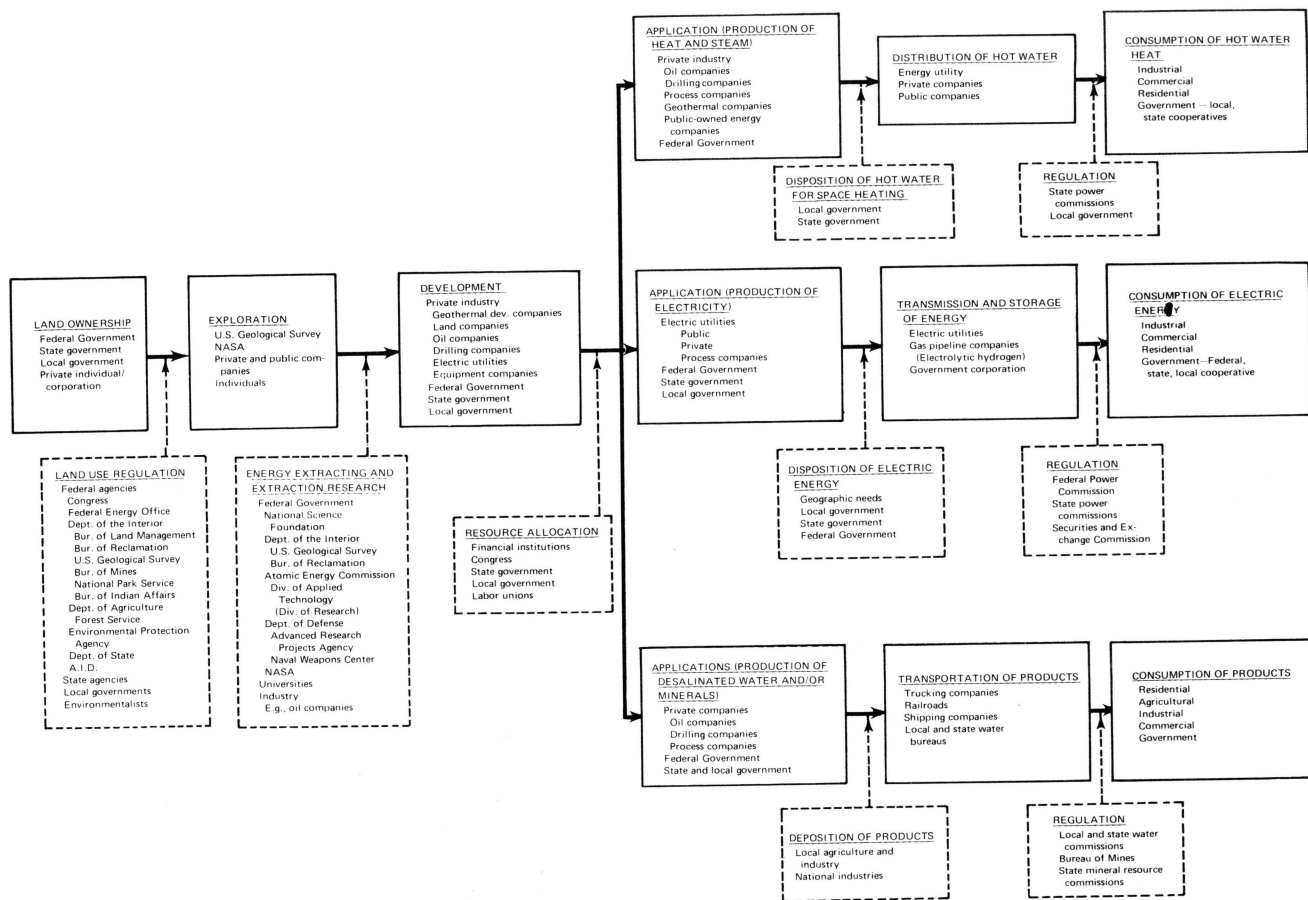 LAND OWNERSHIP
Federal Government
State government
Local government
Private individual/
corporation
LAND USE REGULATION
Federal agencies
Congress
Federal Energy Office
Dept. of the Interior
Bur. of Land Management
Bur. of Reclamation
U.S. Geological Survey
Bur. of Mines
National Park Service
Bur. of Indian Affairs
Dept. of Agriculture
Forest Service
Environmental Protection
Agency
Dept. of State
A.I.D.
State agencies
Local governments
Environmentalists
EXPLORATION
U.S. Geological Survey
NASA
Private and public com-
panies
Individuals
ENERGY EXTRACTING AND
EXTRACTION RESEARCH
Federal Government
National Science
Foundation
Dept. of the Interior
U.S. Geological Survey
Bur. of Reclamation
Atomic Energy Commission
Div. of Applied
Technology
(Div. of Research)
Dept. of Defense
Advanced Research
Projects Agency
Naval Weapons Center
NASA
Universities
Industry
E.g., oil companies
DEVELOPMENT
Private industry
Geothermal dev. companies
Land companies
Oil companies
Drilling companies
Electric utilities
Equipment companies
Federal Government
State government
Local government
RESOURCE ALLOCATION
Financial institutions
Congress
State government
Local government
Labor unions
APPLICATION (PRODUCTION OF
HEAT AND STEAM)
Private industry
Oil companies
Drilling companies
Process companies
Geothermal companies
Public-owned energy
companies
Federal Government
DISPOSITION OF HOT WATER
FOR SPACE HEATING
Local government
State government
DISTRIBUTION OF HOT WATER
Energy utility
Private companies
Public companies
REGULATION
State power
commissions
Local government
CONSUMPTION OF HOT WATER
HEAT
Industrial
Commercial
Residential
Government — local,
state cooperatives
APPLICATION (PRODUCTION OF
ELECTRICITY)
Electric utilities
Public
Private
Process companies
Federal Government
State government
Local government
DISPOSITION OF ELECTRIC
ENERGY
Geographic needs
Local government
State government
Federal Government
TRANSMISSION AND STORAGE
OF ENERGY
Electric utilities
Gas pipeline companies
(Electrolytic hydrogen)
Government corporation
REGULATION
Federal Power
Commission
State power
commissions
Securities and Ex-
change Commission
CONSUMPTION OF ELECTRIC
ENERGY
Industrial
Commercial
Residential
Government—Federal,
state, local cooperative
APPLICATIONS (PRODUCTION OF
DESALINATED WATER AND/OR
MINERALS)
Private companies
Oil companies
Drilling companies
Process companies
Federal Government
State and local government
DEPOSITION OF PRODUCTS
Local agriculture and
industry
National industries
TRANSPORTATION OF PRODUCTS
Trucking companies
Railroads
Shipping companies
Local and state water
bureaus
REGULATION
Local and state water
commissions
Bureau of Mines
State mineral resource
commissions
CONSUMPTION OF PRODUCTS
Residential
Agricultural
Industrial
Commercial
Government